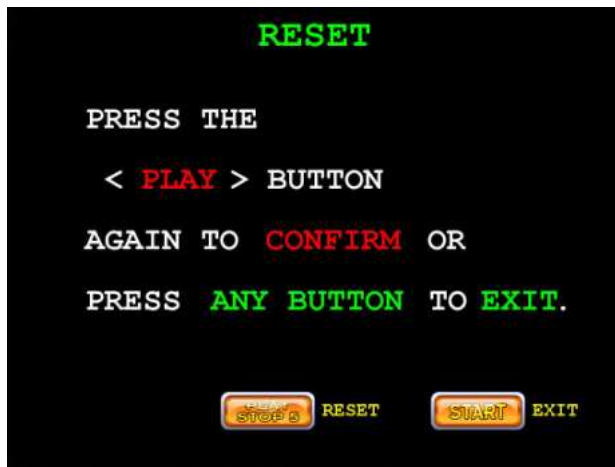 RESET
PRESS THE
< PLAY > BUTTON
AGAIN TO CONFIRM OR
PRESS ANY BUTTON TO EXIT.
PLAY
STOP 5 RESET START EXIT